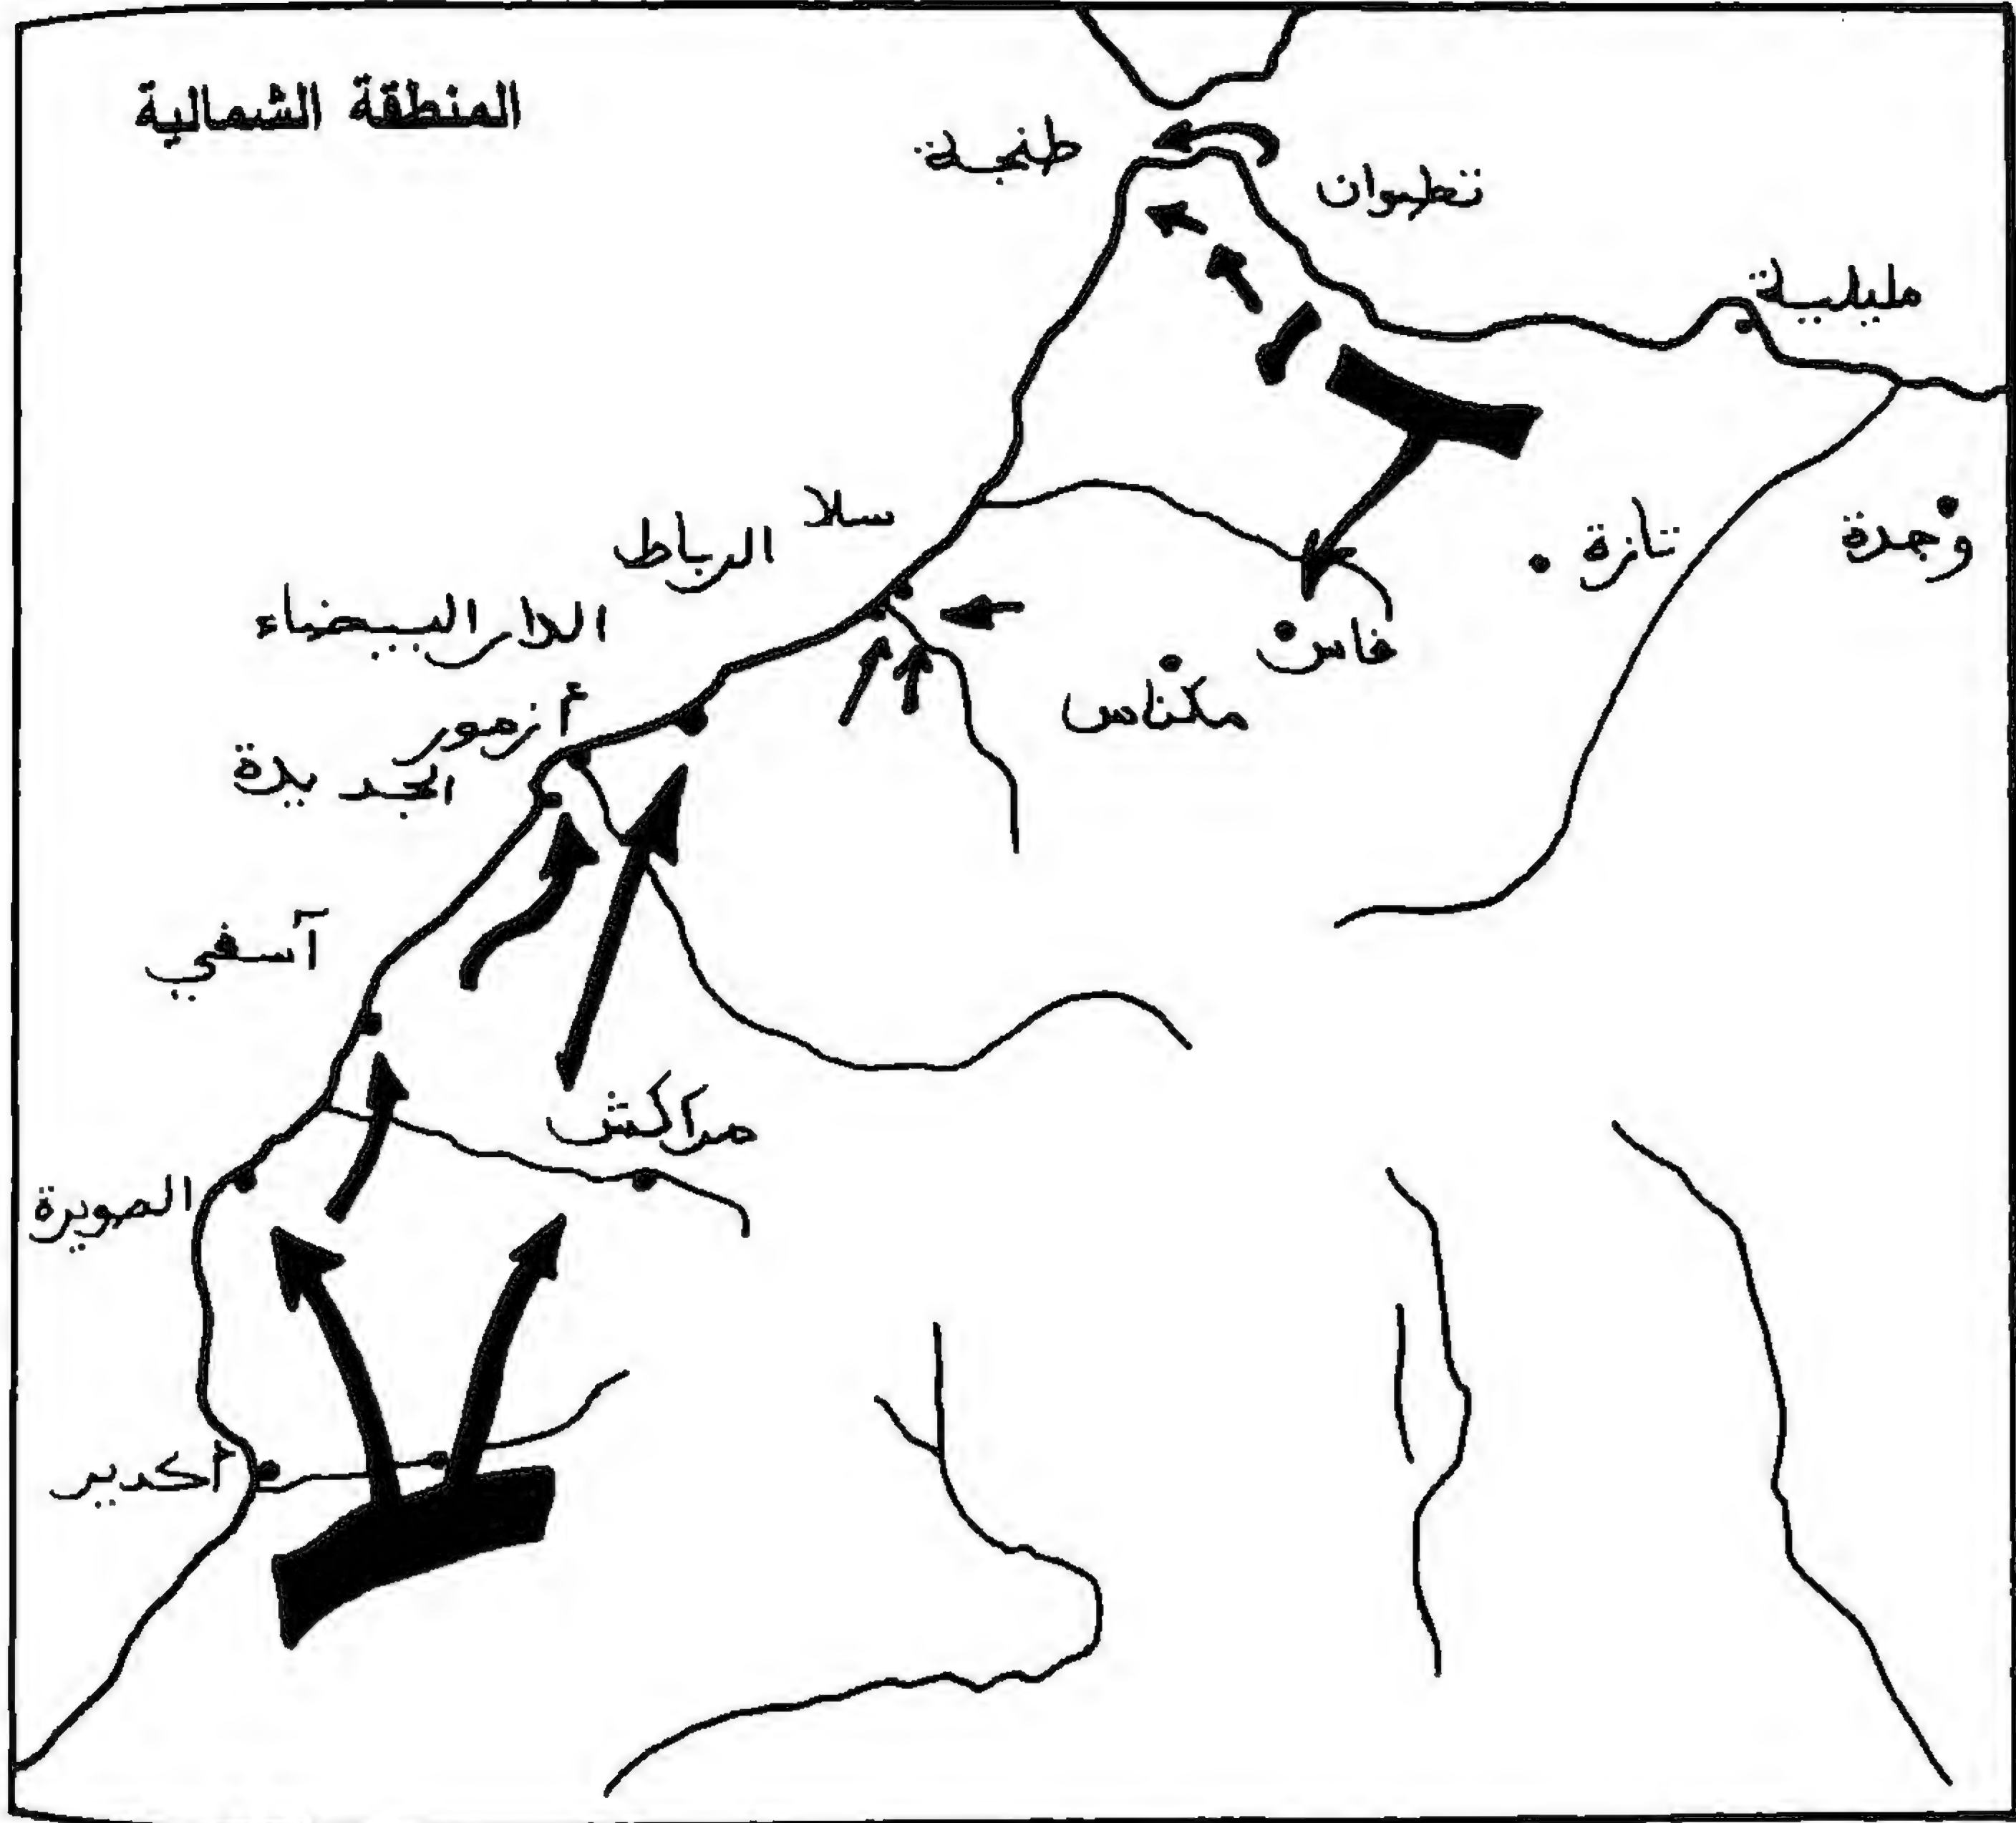 المنطقة الشمالية
طنجة
تطوان
مليلية
سلا
الرباط
تازة
وجدة
الدار البيضاء
فاس
مكناس
أزمور
الجديدة
آسفي
مراكش
الصويرة
أكدير